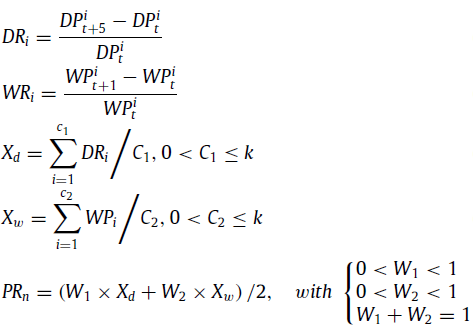 DR_i = (DP^i_{t+5} − DP^i_t) / DP^i_t
WR_i = (WP^i_{t+1} − WP^i_t) / WP^i_t
X_d = ∑_{i=1}^{c_1} DR_i / C_1, 0 < C_1 ≤ k
X_w = ∑_{i=1}^{c_2} WP_i / C_2, 0 < C_2 ≤ k
PR_n = (W_1 × X_d + W_2 × X_w) /2, with { 0 < W_1 < 1
0 < W_2 < 1
W_1 + W_2 = 1